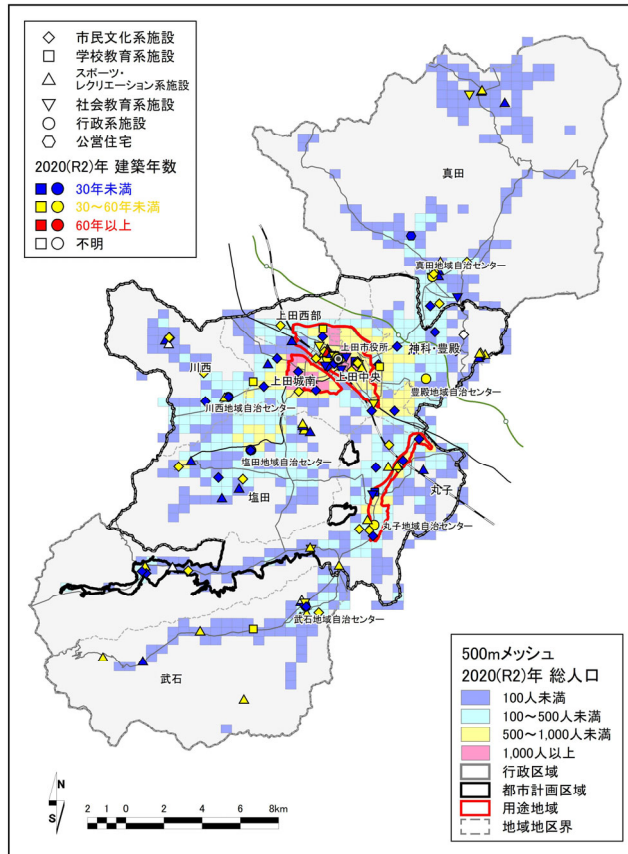 市民文化系施設
学校教育系施設
スポーツ・
レクリエーション系施設
社会教育系施設
行政系施設
公営住宅
2020(R2)年 建築年数
30年未満
30～60年未満
60年以上
不明
真田
真田地域自治センター
上田西部
上田市役所
神科・豊殿
川西
上田城南
上田中央
豊殿地域自治センター
川西地域自治センター
塩田地域自治センター
丸子
塩田
丸子地域自治センター
武石地域自治センター
武石
500mメッシュ
2020(R2)年 総人口
100人未満
100～500人未満
500～1,000人未満
1,000人以上
行政区域
都市計画区域
用途地域
地域地区界
N
S
2 1 0 2 4 6 8km